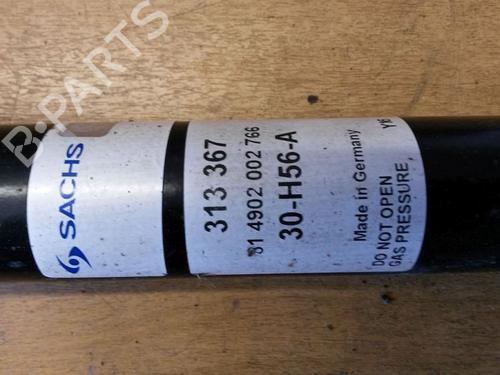 B-PARTS
SACHS
313 367
81 4902 002 766
30-H56-A
Made in Germany
DO NOT OPEN
GAS PRESSURE,